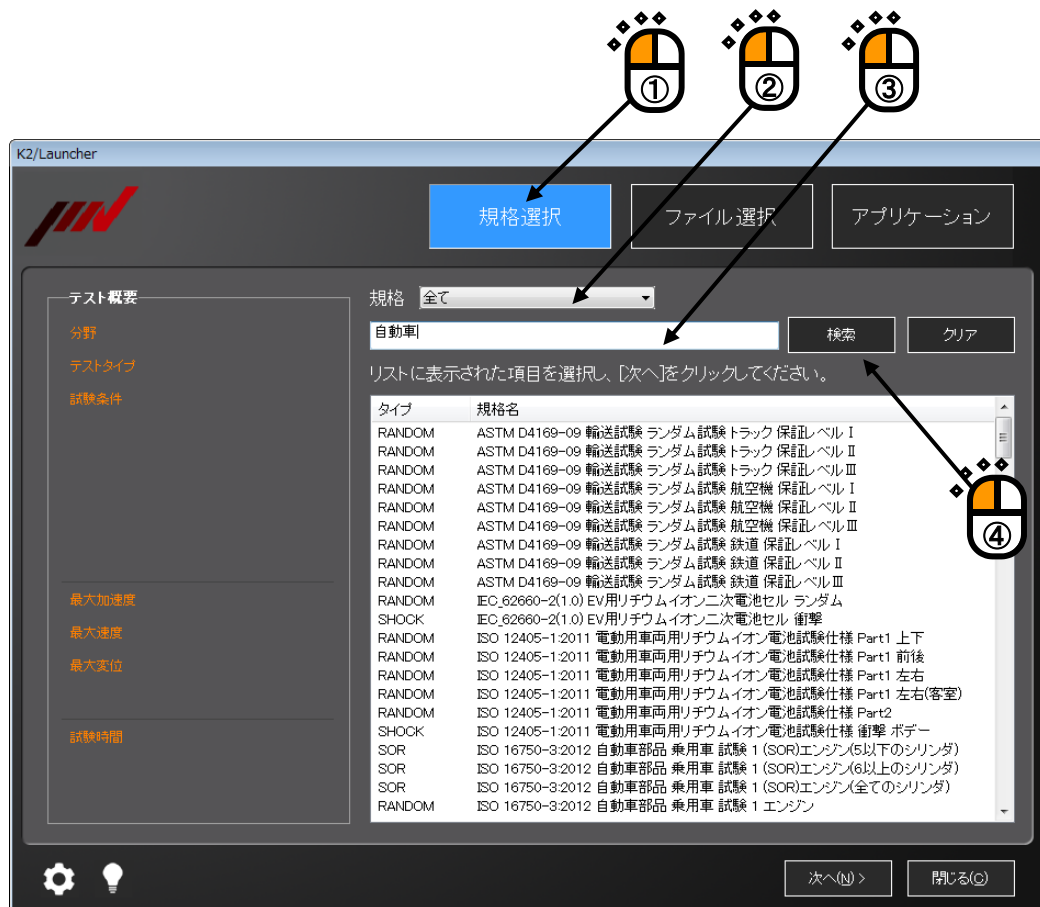 ① ② ③
K2/Launcher
規格選択 ファイル選択 アプリケーション
テスト概要
分野
テストタイプ
試験条件
最大加速度
最大速度
最大変位
試験時間
規格 全て
自動車
検索 クリア
リストに表示された項目を選択し、[次へ]をクリックしてください。
タイプ 規格名
RANDOM ASTM D4169-09 輸送試験 ランダム試験 トラック 保証レベル Ⅰ
RANDOM ASTM D4169-09 輸送試験 ランダム試験 トラック 保証レベル Ⅱ
RANDOM ASTM D4169-09 輸送試験 ランダム試験 トラック 保証レベル Ⅲ
RANDOM ASTM D4169-09 輸送試験 ランダム試験 航空機 保証レベル Ⅰ
RANDOM ASTM D4169-09 輸送試験 ランダム試験 航空機 保証レベル Ⅱ
RANDOM ASTM D4169-09 輸送試験 ランダム試験 航空機 保証レベル Ⅲ
RANDOM ASTM D4169-09 輸送試験 ランダム試験 鉄道 保証レベル Ⅰ
RANDOM ASTM D4169-09 輸送試験 ランダム試験 鉄道 保証レベル Ⅱ
RANDOM ASTM D4169-09 輸送試験 ランダム試験 鉄道 保証レベル Ⅲ
RANDOM IEC_62660-2(1.0) EV用リチウムイオン二次電池セル ランダム
SHOCK IEC_62660-2(1.0) EV用リチウムイオン二次電池セル 衝撃
RANDOM ISO 12405-1:2011 電動用車両用リチウムイオン電池試験仕様 Part1 上下
RANDOM ISO 12405-1:2011 電動用車両用リチウムイオン電池試験仕様 Part1 前後
RANDOM ISO 12405-1:2011 電動用車両用リチウムイオン電池試験仕様 Part1 左右
RANDOM ISO 12405-1:2011 電動用車両用リチウムイオン電池試験仕様 Part1 左右(客室)
RANDOM ISO 12405-1:2011 電動用車両用リチウムイオン電池試験仕様 Part2
SHOCK ISO 12405-1:2011 電動用車両用リチウムイオン電池試験仕様 衝撃 ボデー
SOR ISO 16750-3:2012 自動車部品 乗用車 試験 1 (SOR)エンジン(5以下のシリンダ)
SOR ISO 16750-3:2012 自動車部品 乗用車 試験 1 (SOR)エンジン(6以上のシリンダ)
SOR ISO 16750-3:2012 自動車部品 乗用車 試験 1 (SOR)エンジン(全てのシリンダ)
RANDOM ISO 16750-3:2012 自動車部品 乗用車 試験 1 エンジン
④
次へ(N) > 閉じる(C)